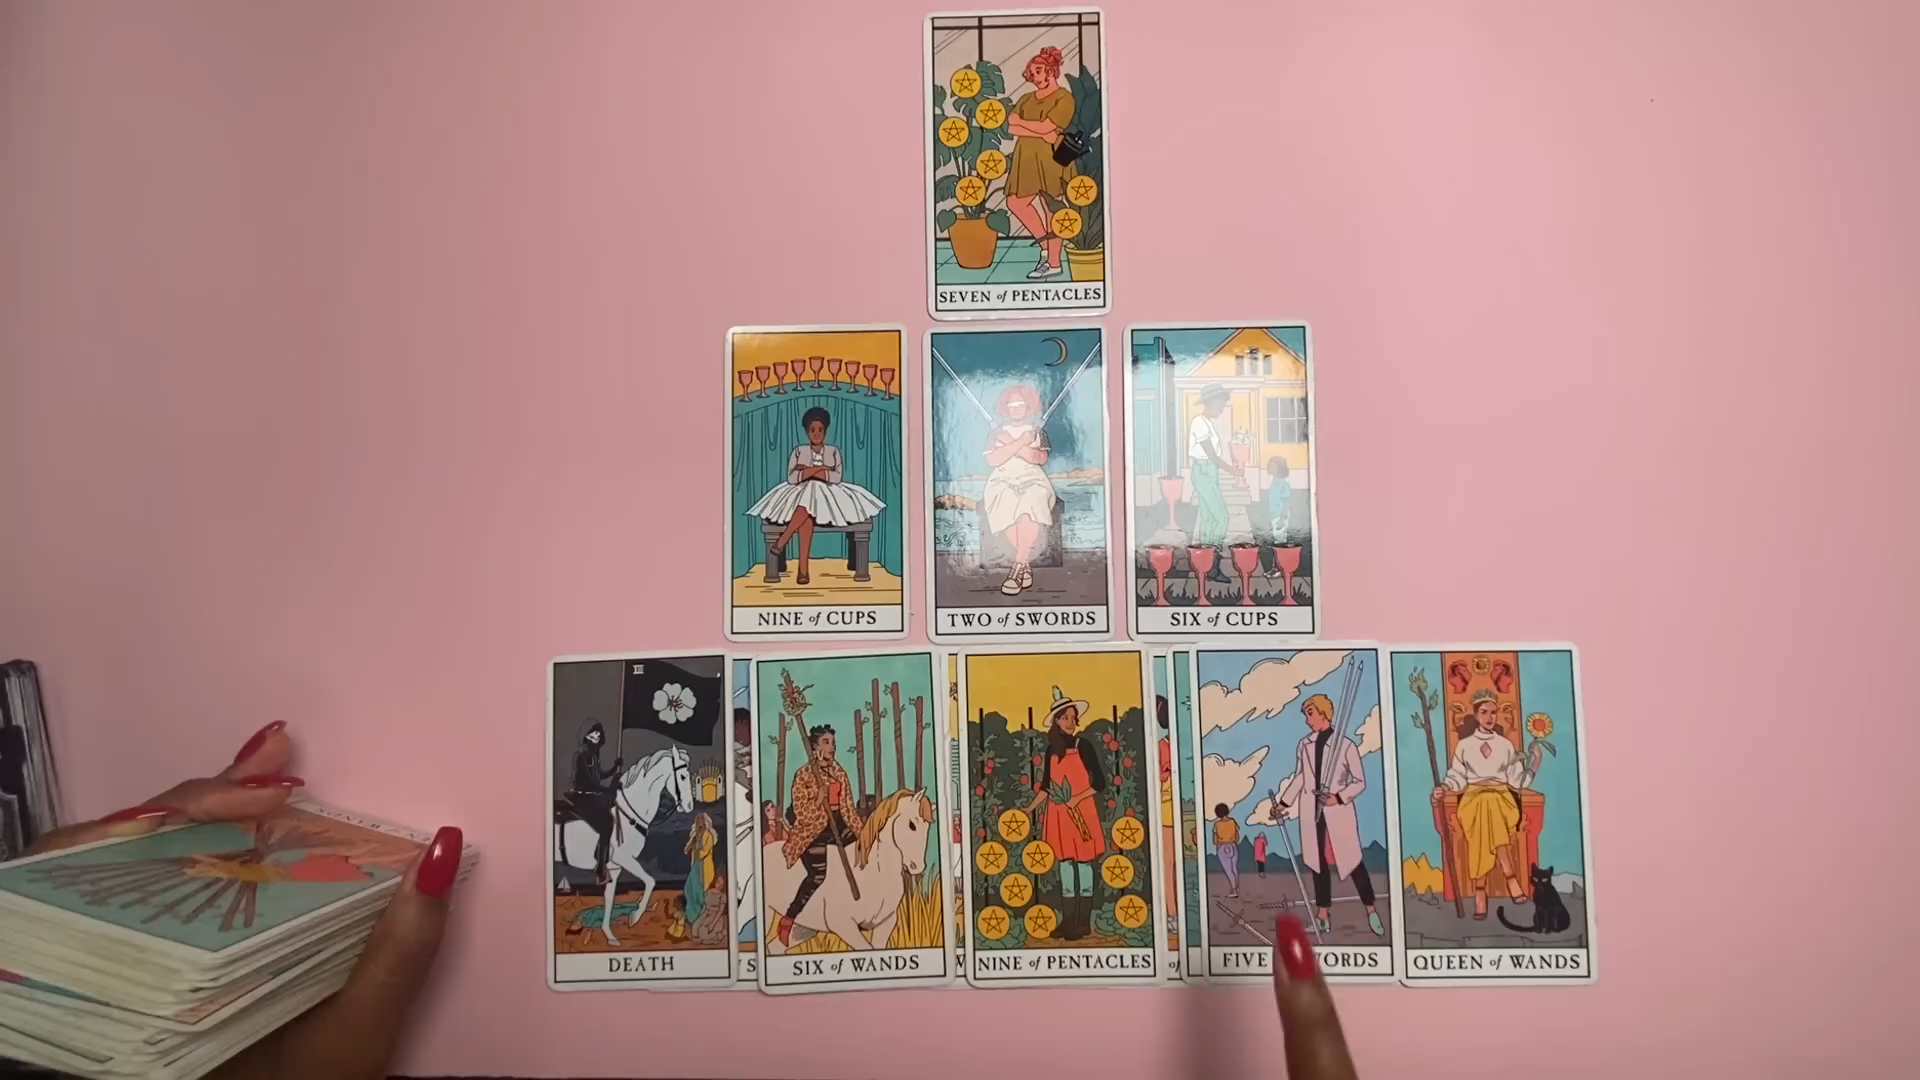 SEVEN of PENTACLES
NINE of CUPS
TWO of SWORDS
SIX of CUPS
XIII
DEATH
SIX of WANDS
NINE of PENTACLES
FIVE
QUEEN of WANDS